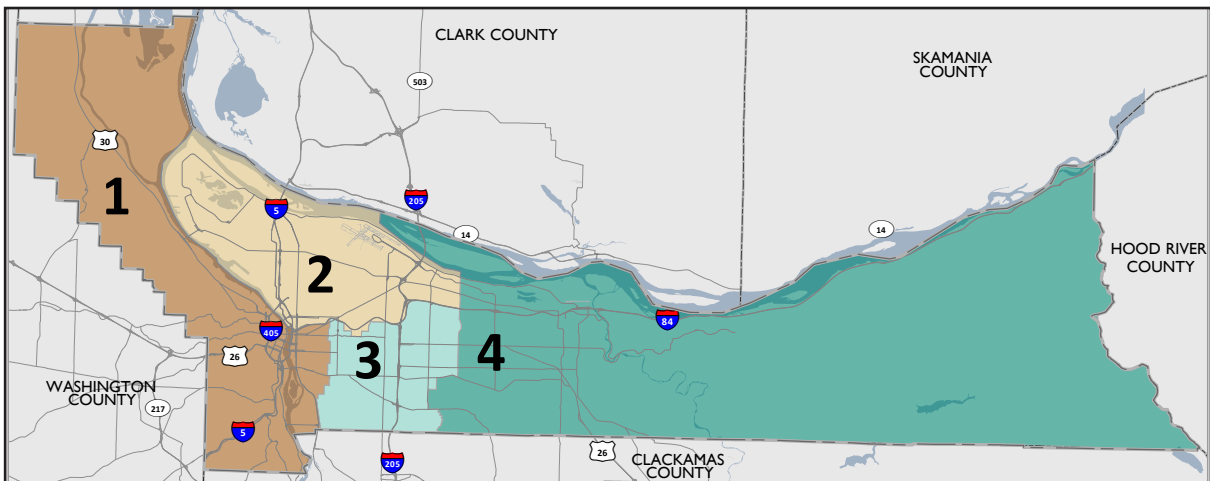 CLARK COUNTY
SKAMANIA
COUNTY
503
30
1
5
205
14
14
HOOD RIVER
COUNTY
2
405
84
26
3
4
WASHINGTON
COUNTY
217
5
205
26
CLACKAMAS
COUNTY